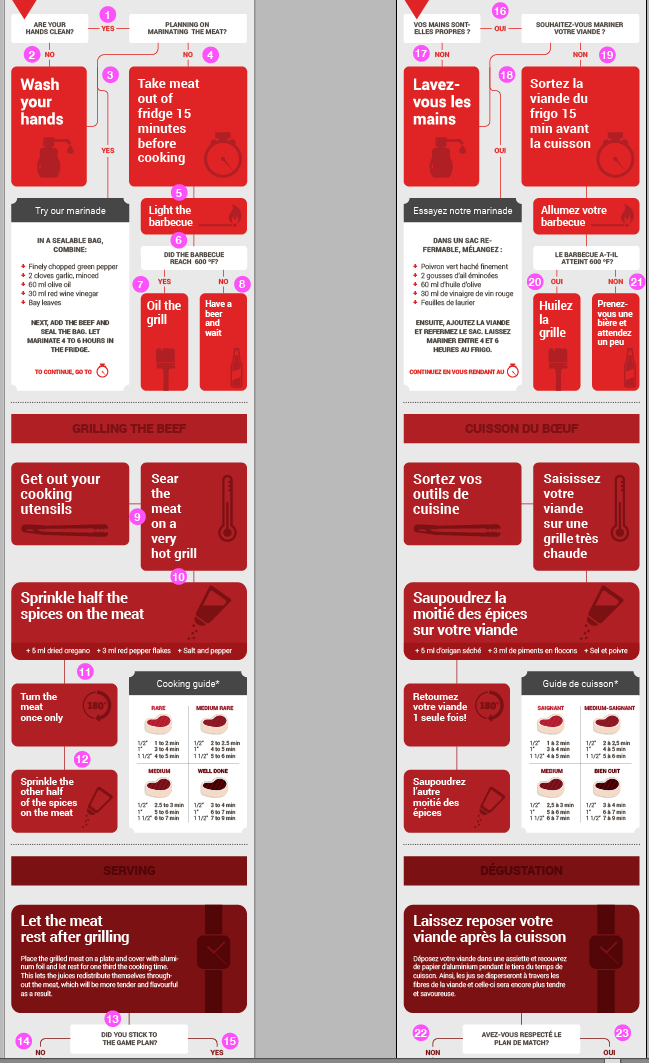 1
ARE YOUR
HANDS CLEAN?
YES
PLANNING ON
MARINATING THE MEAT?
2
NO
3
NO
4
Wash
your
hands
Take meat
out of
fridge 15
minutes
before
cooking
YES
5
Try our marinade
Light the
barbecue
6
IN A SEALABLE BAG,
COMBINE:
+ Finely chopped green pepper
+ 2 cloves garlic, minced
+ 60 ml olive oil
+ 30 ml red wine vinegar
+ Bay leaves
NEXT, ADD THE BEEF AND
SEAL THE BAG. LET
MARINATE 4 TO 6 HOURS IN
THE FRIDGE.
TO CONTINUE, GO TO
DID THE BARBECUE
REACH 600 °F?
7
YES
NO
8
Oil the
grill
Have a
beer
and
wait
GRILLING THE BEEF
Get out your
cooking
utensils
9
Sear
the
meat
on a
very
hot grill
10
Sprinkle half the
spices on the meat
+ 5 ml dried oregano + 3 ml red pepper flakes + Salt and pepper
11
Turn the
meat
once only
180°
12
Sprinkle the
other half
of the spices
on the meat
Cooking guide*
RARE
1/2" 1 to 2 min
1" 3 to 4 min
1 1/2" 4 to 5 min
MEDIUM RARE
1/2" 2 to 2.5 min
1" 4 to 5 min
1 1/2" 5 to 6 min
MEDIUM
1/2" 2.5 to 3 min
1" 5 to 6 min
1 1/2" 6 to 7 min
WELL DONE
1/2" 3 to 4 min
1" 6 to 7 min
1 1/2" 7 to 9 min
SERVING
Let the meat
rest after grilling
Place the grilled meat on a plate and cover with alumi-
num foil and let rest for one third the cooking time.
This lets the juices redistribute themselves through-
out the meat, which will be more tender and flavourful
as a result.
13
DID YOU STICK TO
THE GAME PLAN?
14
NO
15
YES
16
VOS MAINS SONT-
ELLES PROPRES ?
OUI
SOUHAITEZ-VOUS MARINER
VOTRE VIANDE ?
17
NON
18
NON
19
Lavez-
vous les
mains
Sortez la
viande du
frigo 15
min avant
la cuisson
OUI
Essayez notre marinade
Allumez votre
barbecue
DANS UN SAC RE-
FERMABLE, MÉLANGEZ :
+ Poivron vert haché finement
+ 2 gousses d'ail émincées
+ 60 ml d'huile d'olive
+ 30 ml de vinaigre de vin rouge
+ Feuilles de laurier
ENSUITE, AJOUTEZ LA VIANDE
ET REFERMEZ LE SAC. LAISSEZ
MARINER ENTRE 4 ET 6
HEURES AU FRIGO.
CONTINUEZ EN VOUS RENDANT AU
LE BARBECUE A-T-IL
ATTEINT 600 °F?
20
OUI
NON
21
Huilez
la
grille
Prenez-
vous une
bière et
attendez
un peu
CUISSON DU BŒUF
Sortez vos
outils de
cuisine
Saisissez
votre
viande
sur une
grille très
chaude
Saupoudrez la
moitié des épices
sur votre viande
+ 5 ml d'origan séché + 3 ml de piments en flocons + Sel et poivre
Retournez
votre viande
1 seule fois!
180°
Saupoudrez
l'autre
moitié des
épices
Guide de cuisson*
SAIGNANT
1/2" 1 à 2 min
1" 3 à 4 min
1 1/2" 4 à 5 min
MEDIUM-SAIGNANT
1/2" 2 à 2,5 min
1" 4 à 5 min
1 1/2" 5 à 6 min
MEDIUM
1/2" 2,5 à 3 min
1" 5 à 6 min
1 1/2" 6 à 7 min
BIEN CUIT
1/2" 3 à 4 min
1" 6 à 7 min
1 1/2" 7 à 9 min
DÉGUSTATION
Laissez reposer votre
viande après la cuisson
Déposez votre viande dans une assiette et recouvrez
de papier d'aluminium pendant le tiers du temps de
cuisson. Ainsi, les jus se disperseront à travers les
fibres de la viande et celle-ci sera encore plus tendre
et savoureuse.
AVEZ-VOUS RESPECTÉ LE
PLAN DE MATCH?
22
NON
23
OUI